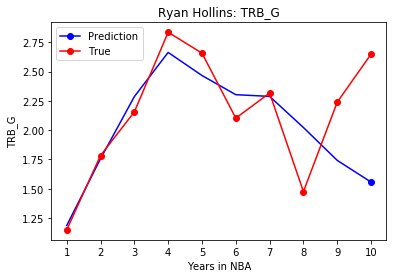 Ryan Hollins: TRB_G
Prediction
True
2.75
2.50
2.25
2.00
1.75
1.50
1.25
TRB_G
1 2 3 4 5 6 7 8 9 10
Years in NBA